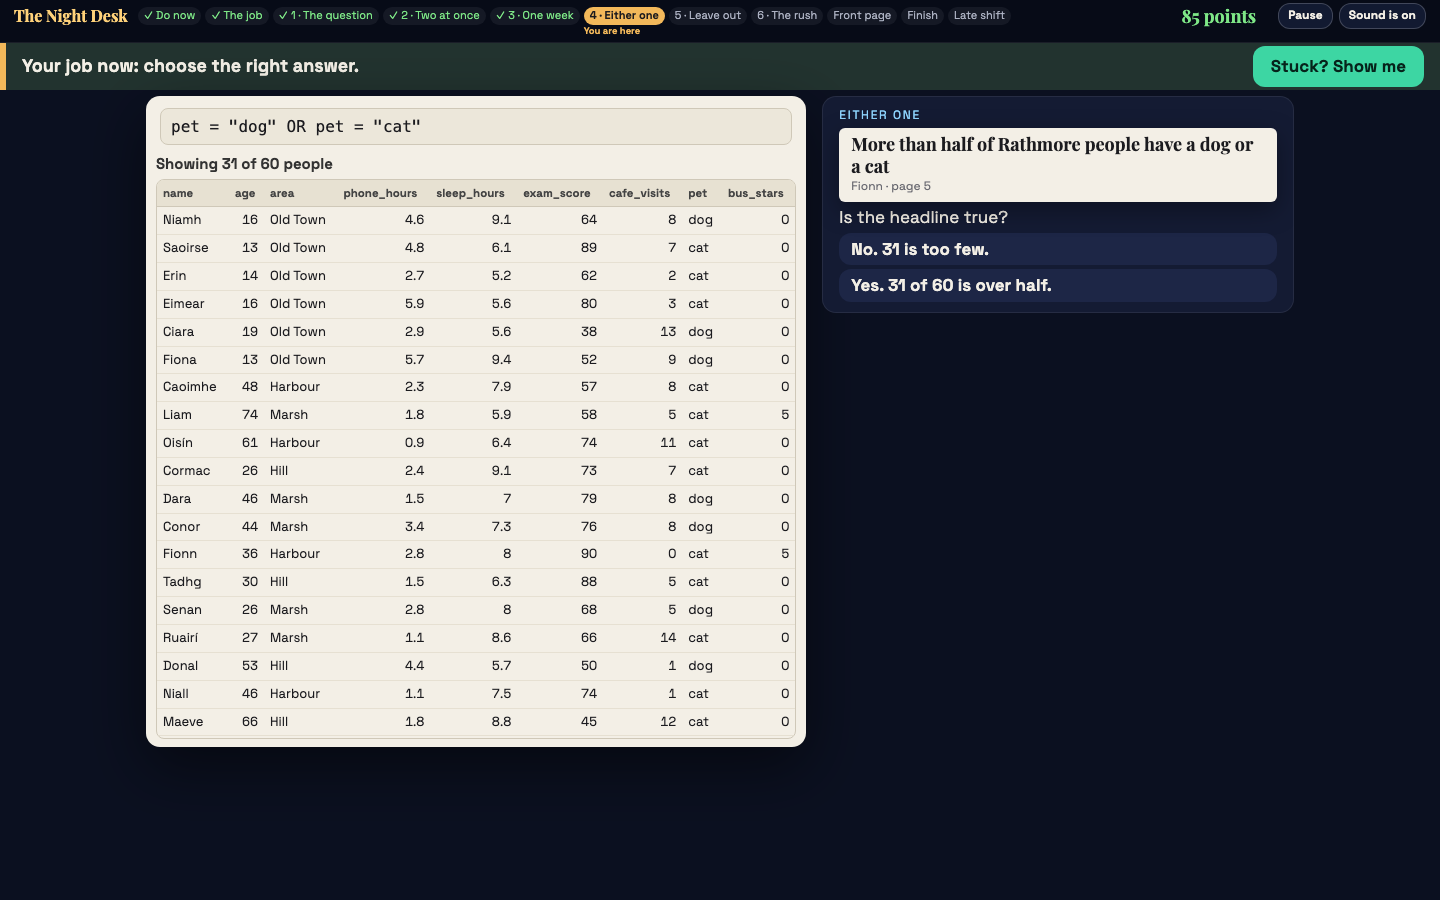 The Night Desk
✓ Do now
✓ The job
✓ 1 · The question
✓ 2 · Two at once
✓ 3 · One week
4 · Either one
5 · Leave out
6 · The rush
Front page
Finish
Late shift
You are here
85 points
Pause
Sound is on
Your job now: choose the right answer.
Stuck? Show me
pet = "dog" OR pet = "cat"
Showing 31 of 60 people
name age area phone_hours sleep_hours exam_score cafe_visits pet bus_stars
Niamh 16 Old Town 4.6 9.1 64 8 dog 0
Saoirse 13 Old Town 4.8 6.1 89 7 cat 0
Erin 14 Old Town 2.7 5.2 62 2 cat 0
Eimear 16 Old Town 5.9 5.6 80 3 cat 0
Ciara 19 Old Town 2.9 5.6 38 13 dog 0
Fiona 13 Old Town 5.7 9.4 52 9 dog 0
Caoimhe 48 Harbour 2.3 7.9 57 8 cat 0
Liam 74 Marsh 1.8 5.9 58 5 cat 5
Oisín 61 Harbour 0.9 6.4 74 11 cat 0
Cormac 26 Hill 2.4 9.1 73 7 cat 0
Dara 46 Marsh 1.5 7 79 8 dog 0
Conor 44 Marsh 3.4 7.3 76 8 dog 0
Fionn 36 Harbour 2.8 8 90 0 cat 5
Tadhg 30 Hill 1.5 6.3 88 5 cat 0
Senan 26 Marsh 2.8 8 68 5 dog 0
Ruairí 27 Marsh 1.1 8.6 66 14 cat 0
Donal 53 Hill 4.4 5.7 50 1 dog 0
Niall 46 Harbour 1.1 7.5 74 1 cat 0
Maeve 66 Hill 1.8 8.8 45 12 cat 0
EITHER ONE
More than half of Rathmore people have a dog or
a cat
Fionn · page 5
Is the headline true?
No. 31 is too few.
Yes. 31 of 60 is over half.